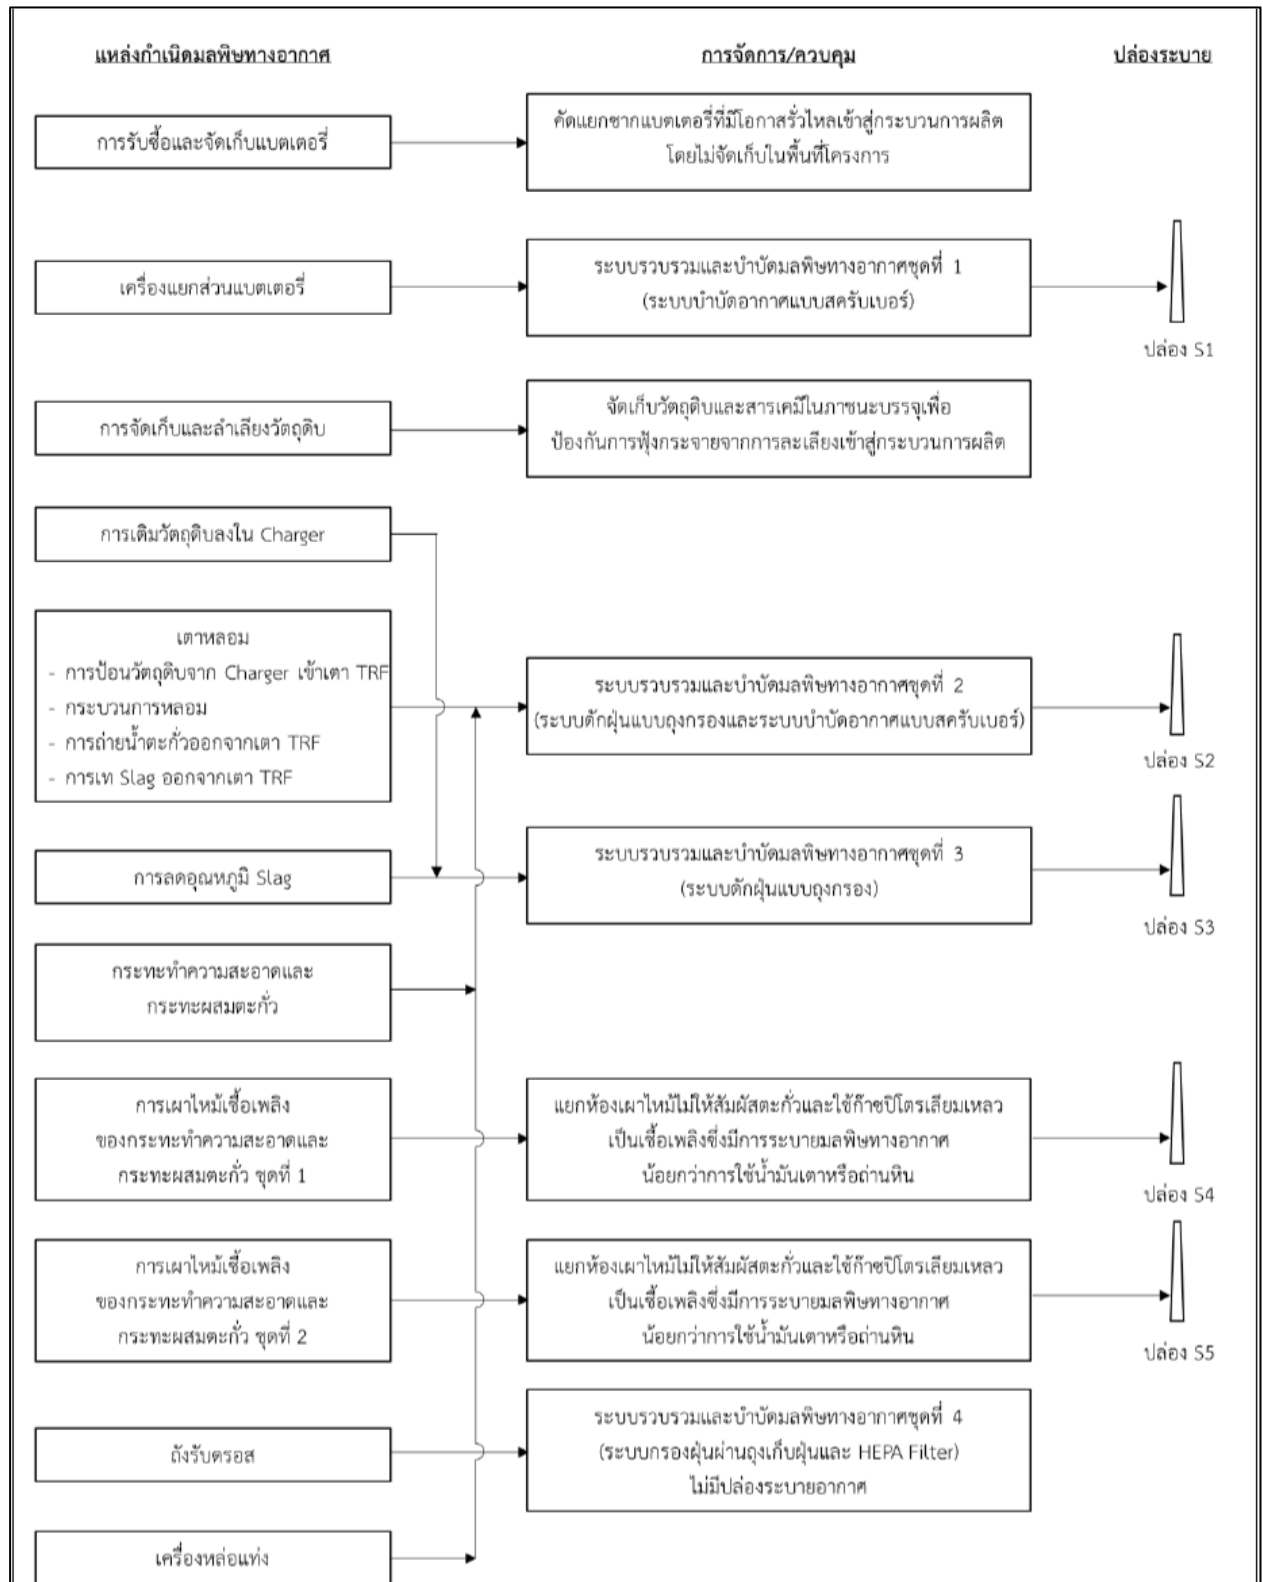 แหล่งกำเนิดมลพิษทางอากาศ
การจัดการ/ควบคุม
ปล่องระบาย
การรับซื้อและจัดเก็บแบตเตอรี่
คัดแยกซากแบตเตอรี่ที่มีโอกาสรั่วไหลเข้าสู่กระบวนการผลิต
โดยไม่จัดเก็บในพื้นที่โครงการ
เครื่องแยกส่วนแบตเตอรี่
ระบบรวบรวมและบำบัดมลพิษทางอากาศชุดที่ 1
(ระบบบำบัดอากาศแบบสครับเบอร์)
ปล่อง S1
การจัดเก็บและลำเลียงวัตถุดิบ
จัดเก็บวัตถุดิบและสารเคมีในภาชนะบรรจุเพื่อ
ป้องกันการฟุ้งกระจายจากการละเลียงเข้าสู่กระบวนการผลิต
การเติมวัตถุดิบลงใน Charger
เตาหลอม
- การป้อนวัตถุดิบจาก Charger เข้าเตา TRF
- กระบวนการหลอม
- การถ่ายน้ำตะกั่วออกจากเตา TRF
- การเท Slag ออกจากเตา TRF
ระบบรวบรวมและบำบัดมลพิษทางอากาศชุดที่ 2
(ระบบดักฝุ่นแบบถุงกรองและระบบบำบัดอากาศแบบสครับเบอร์)
ปล่อง S2
การลดอุณหภูมิ Slag
ระบบรวบรวมและบำบัดมลพิษทางอากาศชุดที่ 3
(ระบบดักฝุ่นแบบถุงกรอง)
ปล่อง S3
กระทะทำความสะอาดและ
กระทะผสมตะกั่ว
การเผาไหม้เชื้อเพลิง
ของกระทะทำความสะอาดและ
กระทะผสมตะกั่ว ชุดที่ 1
แยกห้องเผาไหม้ไม่ให้สัมผัสตะกั่วและใช้ก๊าซปิโตรเลียมเหลว
เป็นเชื้อเพลิงซึ่งมีการระบายมลพิษทางอากาศ
น้อยกว่าการใช้น้ำมันเตาหรือถ่านหิน
ปล่อง S4
การเผาไหม้เชื้อเพลิง
ของกระทะทำความสะอาดและ
กระทะผสมตะกั่ว ชุดที่ 2
แยกห้องเผาไหม้ไม่ให้สัมผัสตะกั่วและใช้ก๊าซปิโตรเลียมเหลว
เป็นเชื้อเพลิงซึ่งมีการระบายมลพิษทางอากาศ
น้อยกว่าการใช้น้ำมันเตาหรือถ่านหิน
ปล่อง S5
ถังรับดรอส
ระบบรวบรวมและบำบัดมลพิษทางอากาศชุดที่ 4
(ระบบกรองฝุ่นผ่านถุงเก็บฝุ่นและ HEPA Filter)
ไม่มีปล่องระบายอากาศ
เครื่องหล่อแท่ง